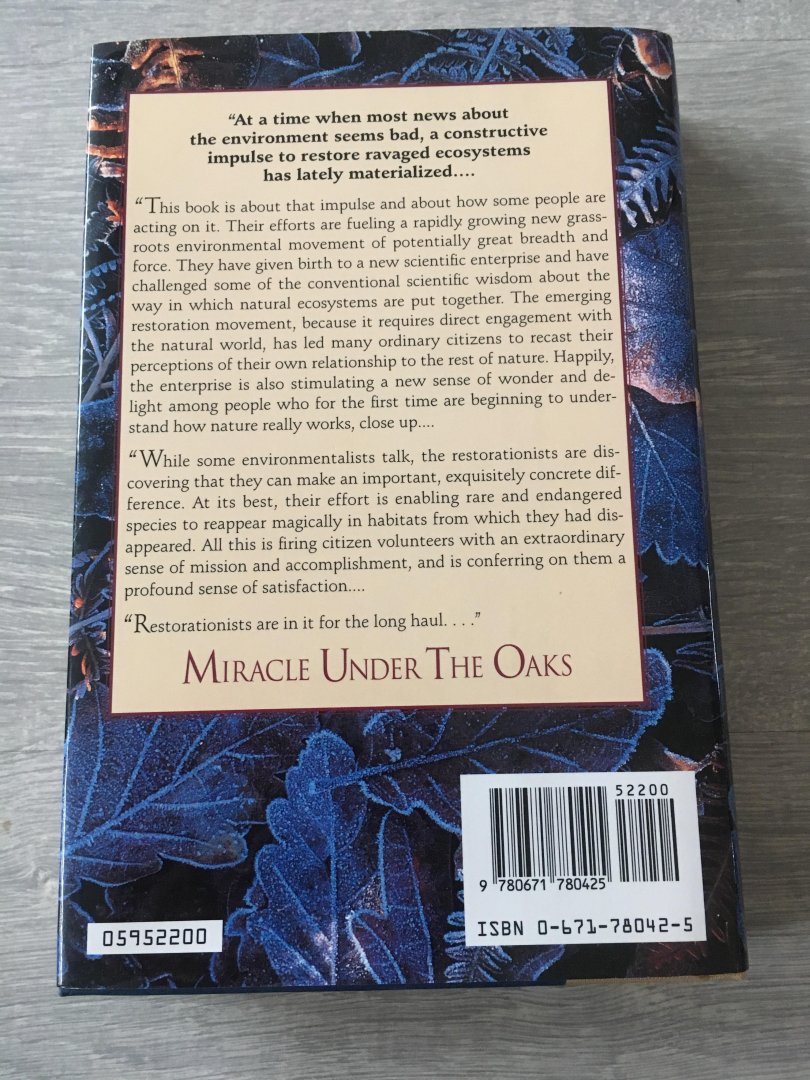 “At a time when most news about
the environment seems bad, a constructive
impulse to restore ravaged ecosystems
has lately materialized....
“This book is about that impulse and about how some people are
acting on it. Their efforts are fueling a rapidly growing new grass-
roots environmental movement of potentially great breadth and
force. They have given birth to a new scientific enterprise and have
challenged some of the conventional scientific wisdom about the
way in which natural ecosystems are put together. The emerging
restoration movement, because it requires direct engagement with
the natural world, has led many ordinary citizens to recast their
perceptions of their own relationship to the rest of nature. Happily,
the enterprise is also stimulating a new sense of wonder and de-
light among people who for the first time are beginning to under-
stand how nature really works, close up....
“While some environmentalists talk, the restorationists are dis-
covering that they can make an important, exquisitely concrete dif-
ference. At its best, their effort is enabling rare and endangered
species to reappear magically in habitats from which they had dis-
appeared. All this is firing citizen volunteers with an extraordinary
sense of mission and accomplishment, and is conferring on them a
profound sense of satisfaction....
“Restorationists are in it for the long haul. . . .”
MIRACLE UNDER THE OAKS
52200
9 780671 780425
ISBN 0-671-78042-5
05952200